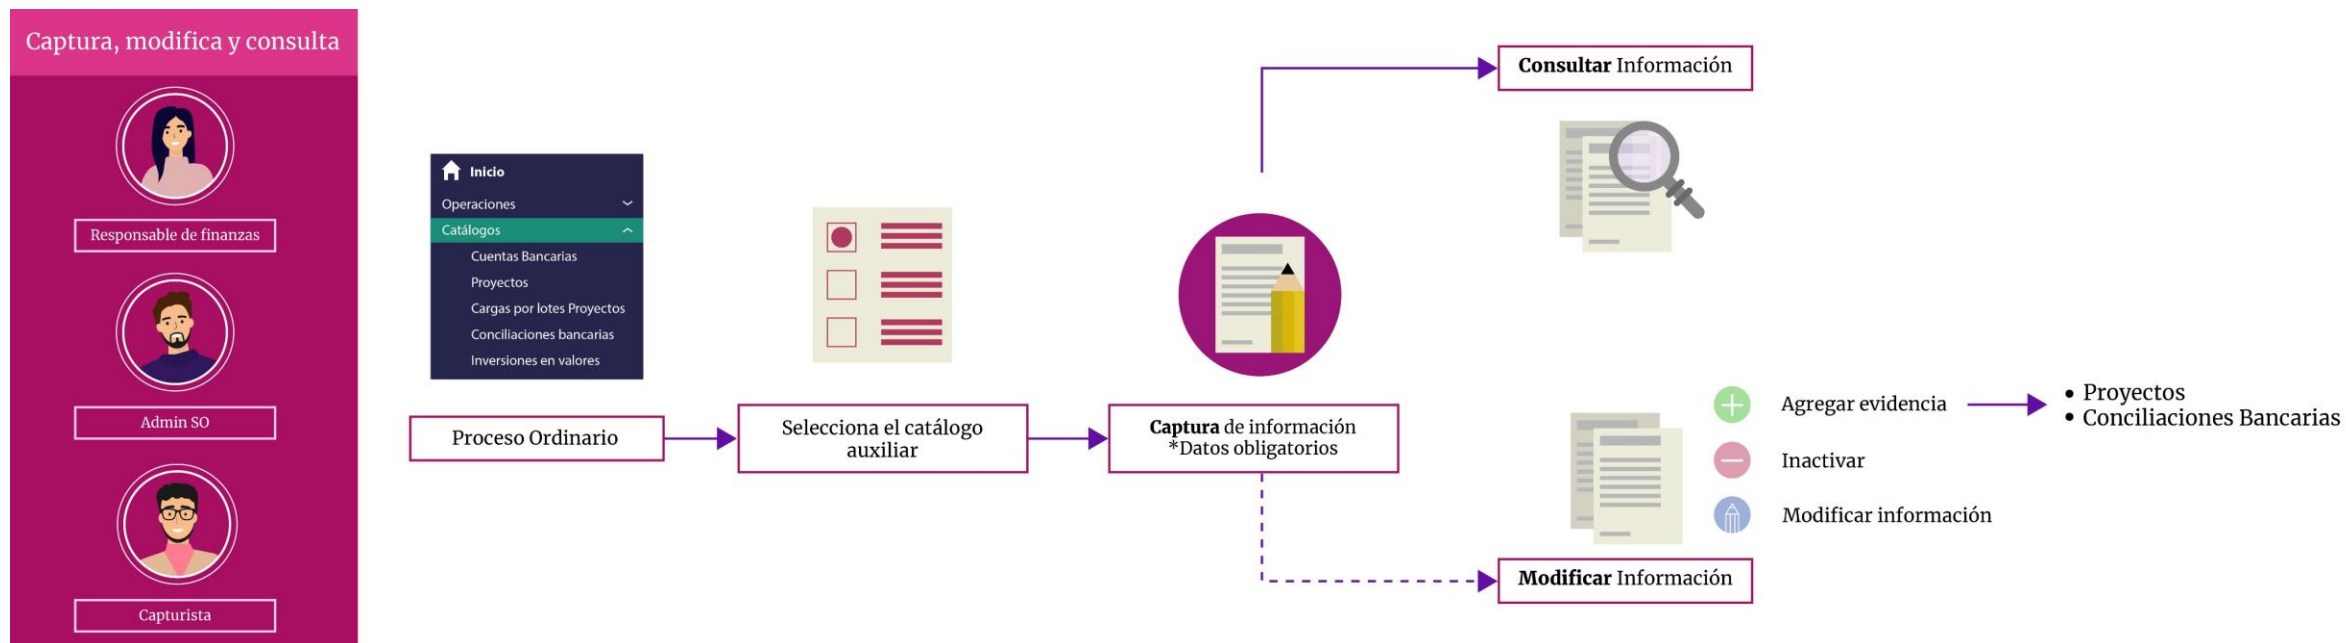 Captura, modifica y consulta
Responsable de finanzas
Admin SO
Capturista
Inicio
Operaciones
Catálogos
Cuentas Bancarias
Proyectos
Cargas por lotes Proyectos
Conciliaciones bancarias
Inversiones en valores
Proceso Ordinario
Selecciona el catálogo
auxiliar
Captura de información
*Datos obligatorios
Consultar Información
Agregar evidencia
• Proyectos
• Conciliaciones Bancarias
Inactivar
Modificar información
Modificar Información